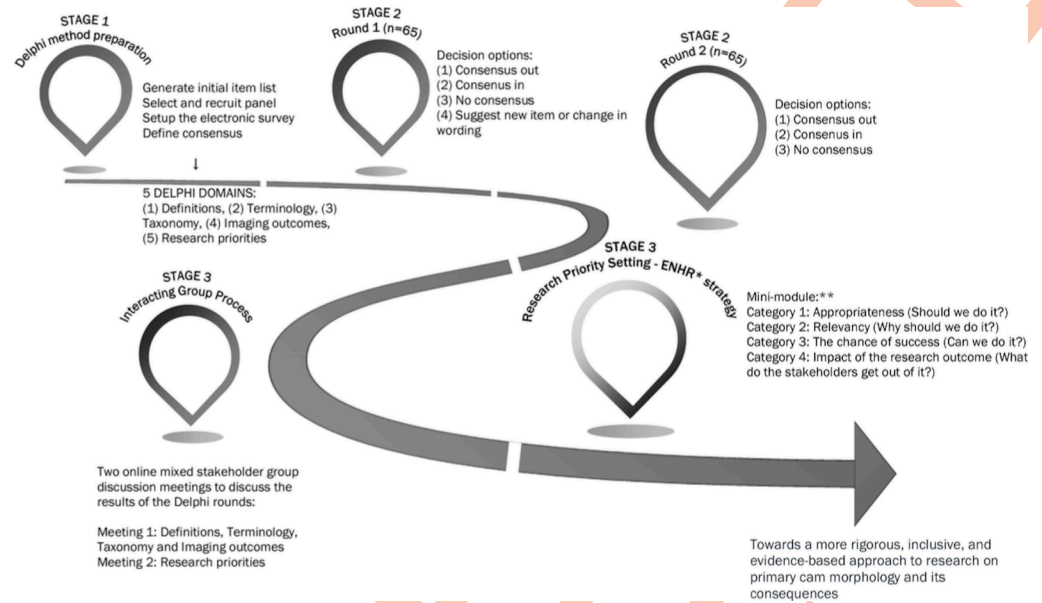 STAGE 1
Delphi method preparation
Generate initial item list
Select and recruit panel
Setup the electronic survey
Define consensus
↓
5 DELPHI DOMAINS:
(1) Definitions, (2) Terminology, (3)
Taxonomy, (4) Imaging outcomes,
(5) Research priorities
STAGE 2
Round 1 (n=65)
Decision options:
(1) Consensus out
(2) Consenus in
(3) No consensus
(4) Suggest new item or change in
wording
STAGE 2
Round 2 (n=65)
Decision options:
(1) Consensus out
(2) Consenus in
(3) No consensus
STAGE 3
Interacting Group Process
Two online mixed stakeholder group
discussion meetings to discuss the
results of the Delphi rounds:
Meeting 1: Definitions, Terminology,
Taxonomy and Imaging outcomes
Meeting 2: Research priorities
STAGE 3
Research Priority Setting - ENHR* strategy
Mini-module:**
Category 1: Appropriateness (Should we do it?)
Category 2: Relevancy (Why should we do it?)
Category 3: The chance of success (Can we do it?)
Category 4: Impact of the research outcome (What
do the stakeholders get out of it?)
Towards a more rigorous, inclusive, and
evidence-based approach to research on
primary cam morphology and its
consequences